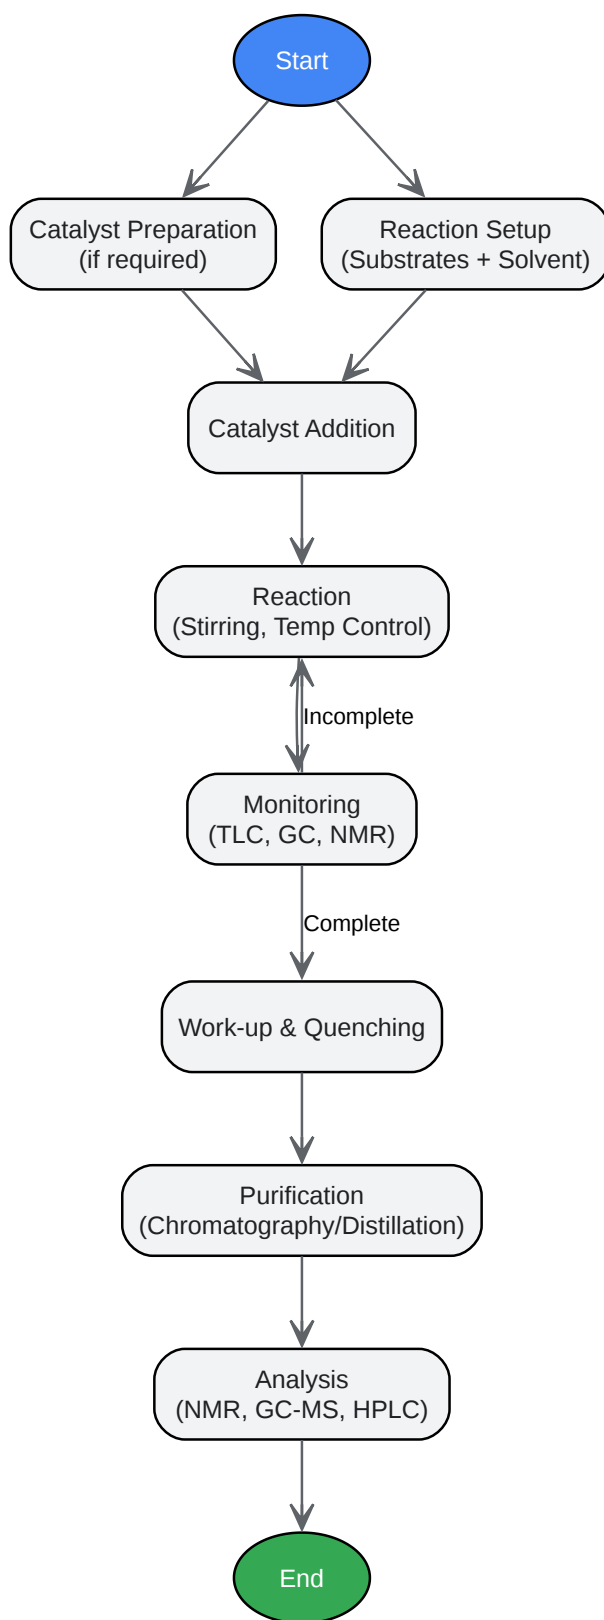 Start
Catalyst Preparation
(if required)
Reaction Setup
(Substrates + Solvent)
Catalyst Addition
Reaction
(Stirring, Temp Control)
Incomplete
Monitoring
(TLC, GC, NMR)
Complete
Work-up & Quenching
Purification
(Chromatography/Distillation)
Analysis
(NMR, GC-MS, HPLC)
End